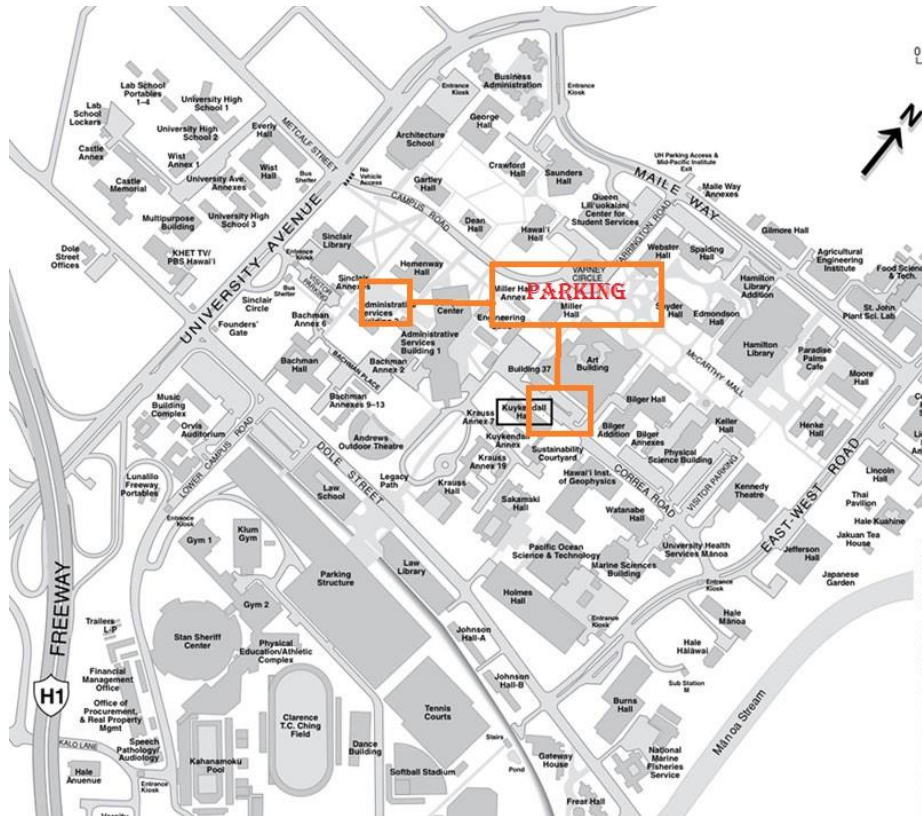 Lab School
Portables
1–4
University High
School 1
Lab
School
Lockers
University High
School 2
Everly
Hall
METCALF STREET
Castle
Annex
Wist
Annex 1
Wist
Hall
Bus
Shelter
University Ave.
Annexes
Castle
Memorial
Multipurpose
Building
University High
School 3
KHET TV/
PBS Hawai'i
Dole
Street
Offices
UNIVERSITY AVENUE
No
Vehicle
Access
Entrance
Kiosk
Business
Administration
Entrance
Kiosk
George
Hall
Architecture
School
Crawford
Hall
Saunders
Hall
Gartley
Hall
CAMPUS ROAD
Dean
Hall
Hawai'i
Hall
Queen
Lili'uokalani
Center for
Student Services
UH Parking Access &
Mid-Pacific Institute
Exit
MAILE WAY
Maile Way
Annexes
N
0
Gilmore Hall
Webster
Hall
Spalding
Hall
Agricultural
Engineering
Institute
Food Science
& Tech.
Hamilton
Library
Addition
St. John
Plant Sci. Lab
Edmondson
Hall
Hamilton
Library
Paradise
Palms
Cafe
Moore
Hall
McCARTHY MALL
VARNEY
CIRCLE
PARKING
Miller Hall
Annex
Miller
Hall
Snyder
Hall
Sinclair
Library
Entrance
Kiosk
VISITOR
PARKING
Sinclair
Annexes
Hemenway
Hall
Center
Administrative
Services
Building 1
Bus
Shelter
Sinclair
Circle
Founders'
Gate
Bachman
Annex 6
Bachman
Hall
BACHMAN PLACE
Bachman
Annex 2
Bachman
Annexes 9–13
Building 37
Art
Building
Kuykendall
Krauss
Annex 7
Kuykendall
Annex
Krauss
Annex 19
Krauss
Hall
Bilger Hall
Bilger
Addition
Bilger
Annexes
Keller
Hall
Physical
Science Building
Henke
Hall
Sustainability
Courtyard
Hawai'i Inst.
of Geophysics
CORREA ROAD
VISITOR PARKING
EAST-WEST ROAD
Kennedy
Theatre
Lincoln
Hall
Thai
Pavilion
Hale Kuahine
Jakuan Tea
House
Jefferson
Hall
Japanese
Garden
Music
Building
Complex
Orvis
Auditorium
LOWER CAMPUS ROAD
Lunalilo
Freeway
Portables
DOLE STREET
Andrews
Outdoor Theatre
Legacy
Path
Law
School
Law
Library
Sakamaki
Hall
Watanabe
Hall
Pacific Ocean
Science & Technology
University Health
Services Mānoa
Marine Sciences
Building
Holmes
Hall
Entrance
Kiosk
Entrance
Kiosk
Hale
Mānoa
Hale
Hālāwai
Sub Station
M
Burns
Hall
Mānoa Stream
National
Marine
Fisheries
Service
Entrance
Kiosk
Gym 1
Klum
Gym
Parking
Structure
Gym 2
Stan Sheriff
Center
Physical
Education/Athletic
Complex
Johnson
Hall-A
Johnson
Hall-B
Stairs
Pond
Gateway
House
Frear Hall
FREEWAY
H1
Trailers
L-P
Financial
Management
Office
Office of
Procurement,
& Real Property
Mgmt
Speech
Pathology/
Audiology
KALO LANE
Hale
Anuenue
Entrance
Kiosk
Kahanamoku
Pool
Clarence
T.C. Ching
Field
Dance
Building
Tennis
Courts
Softball Stadium